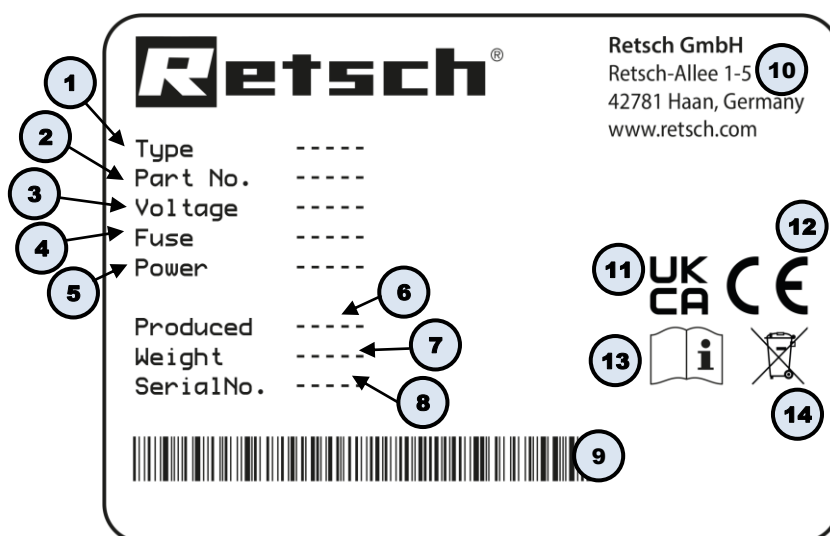 Retsch®
Retsch GmbH
Retsch-Allee 1-5
42781 Haan, Germany
www.retsch.com
1
2
3
4
5
Type -----
Part No. -----
Voltage -----
Fuse -----
Power -----
6
7
8
Produced -----
Weight -----
SerialNo. -----
9
10
11
UK
CA
CE
12
13
i
14